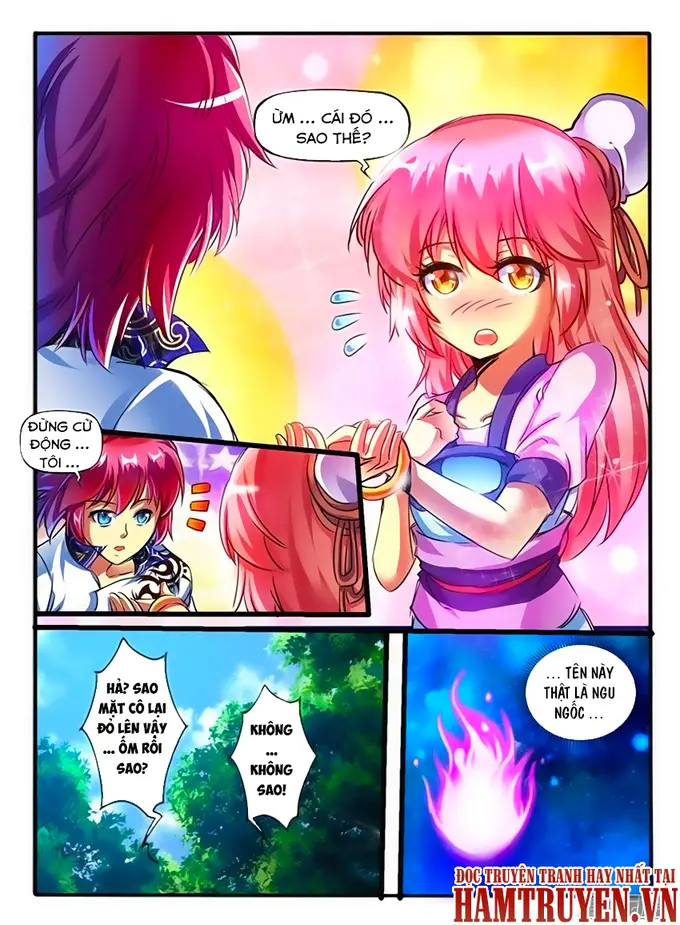 ỪM ... CÁI ĐÓ ...
SAO THẾ?
ĐỪNG CỬ
ĐỘNG ...
TÔI ...
HẢ? SAO
MẶT CÔ LẠI
ĐỎ LÊN VẬY
... ỐM RỒI
SAO?
KHÔNG
...
KHÔNG
SAO!
... TÊN NÀY
THẬT LÀ NGU
NGỐC ...
ĐỌC TRUYỆN TRANH HAY NHẤT TẠI
HAMTRUYEN.VN